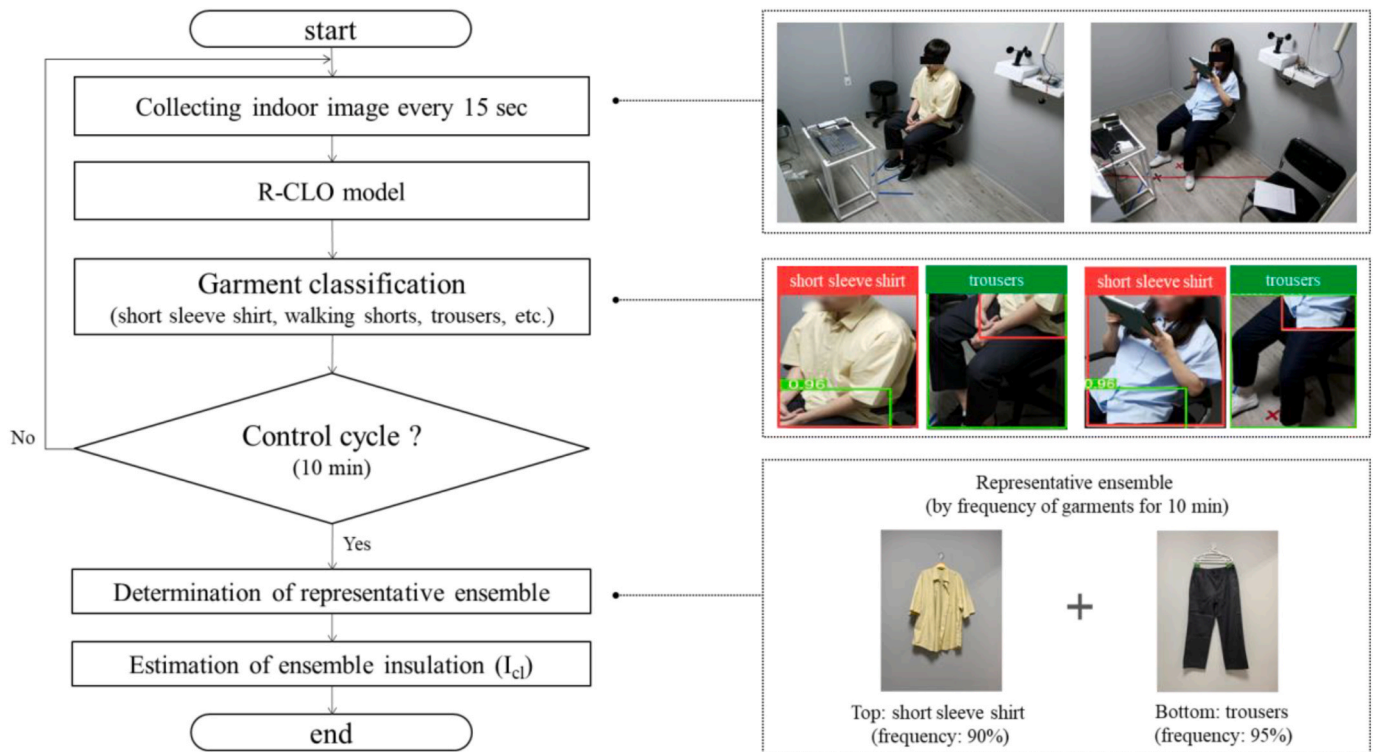 start
Collecting indoor image every 15 sec
R-CLO model
Garment classification
(short sleeve shirt, walking shorts, trousers, etc.)
Control cycle ?
(10 min)
No
Yes
Determination of representative ensemble
Estimation of ensemble insulation (Icl)
end
short sleeve shirt
trousers
short sleeve shirt
trousers
0.96
0.96
Representative ensemble
(by frequency of garments for 10 min)
+
Top: short sleeve shirt
(frequency: 90%)
Bottom: trousers
(frequency: 95%)